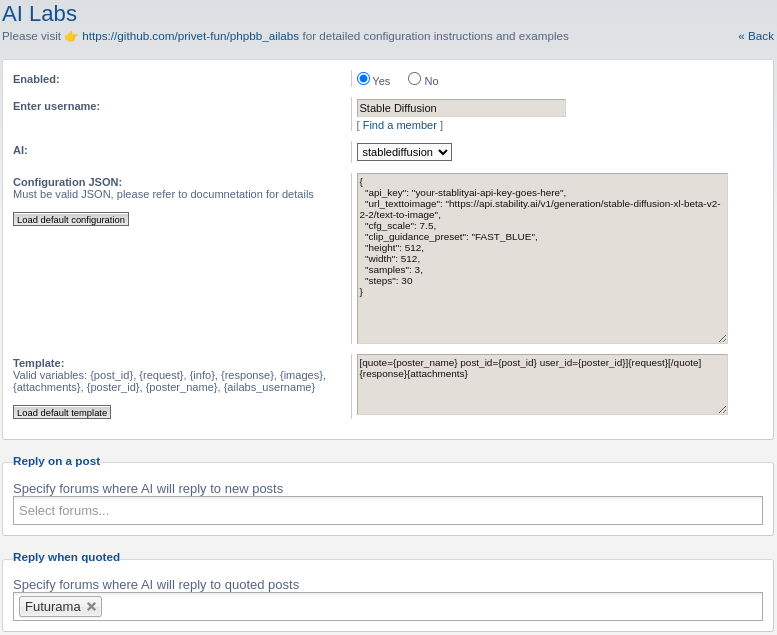 AI Labs
Please visit 👉 https://github.com/privet-fun/phpbb_ailabs for detailed configuration instructions and examples
« Back
Enabled:
Yes No
Enter username:
Stable Diffusion
[ Find a member ]
AI:
stablediffusion
Configuration JSON:
Must be valid JSON, please refer to documnetation for details
Load default configuration
{
"api_key": "your-stablityai-api-key-goes-here",
"url_texttoimage": "https://api.stability.ai/v1/generation/stable-diffusion-xl-beta-v2-
2-2/text-to-image",
"cfg_scale": 7.5,
"clip_guidance_preset": "FAST_BLUE",
"height": 512,
"width": 512,
"samples": 3,
"steps": 30
}
Template:
Valid variables: {post_id}, {request}, {info}, {response}, {images},
{attachments}, {poster_id}, {poster_name}, {ailabs_username}
Load default template
[quote={poster_name} post_id={post_id} user_id={poster_id}]{request}[/quote]
{response}{attachments}
Reply on a post
Specify forums where AI will reply to new posts
Select forums...
Reply when quoted
Specify forums where AI will reply to quoted posts
Futurama ✖